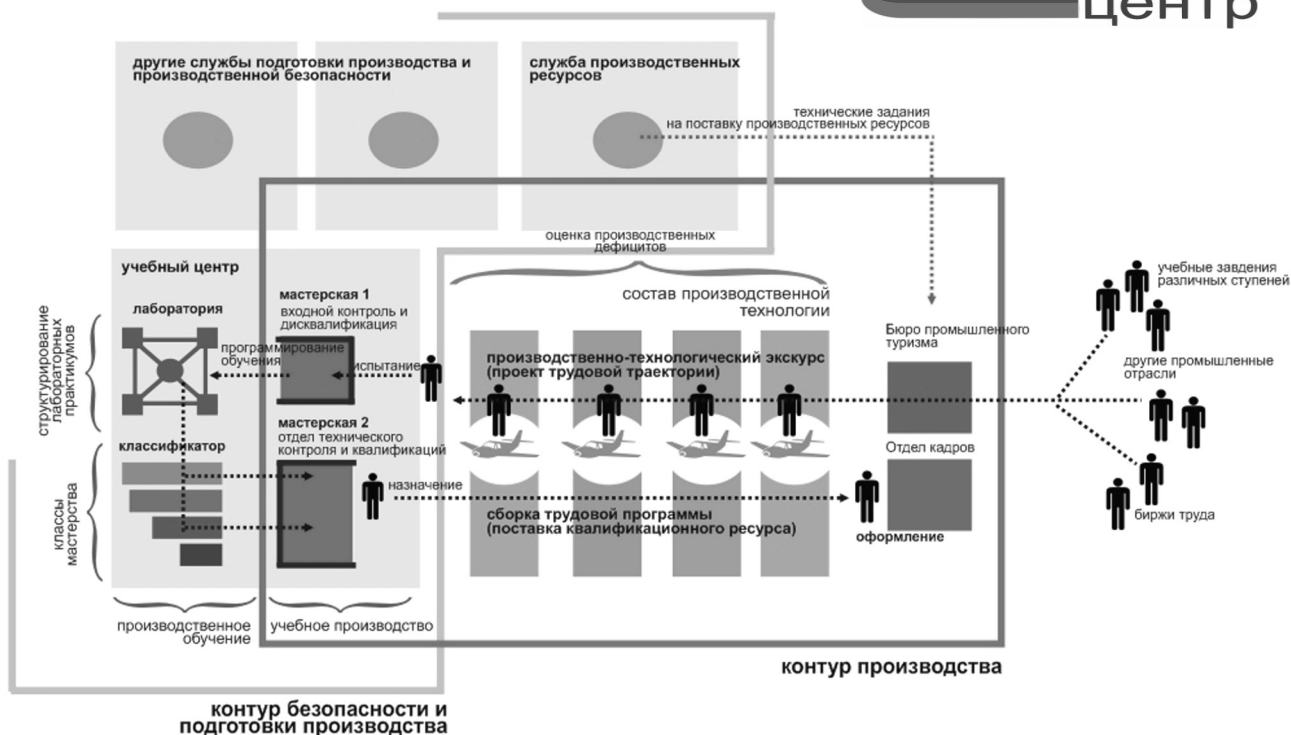 центр
другие службы подготовки производства и
производственной безопасности
служба производственных
ресурсов
технические задания
на поставку производственных ресурсов
оценка производственных
дефицитов
учебный центр
лаборатория
мастерская 1
входной контроль и
дисквалификация
состав производственной
технологии
учебные завдения
различных ступеней
структурирование
лабораторных
практикумов
программирование
обучения
испытание
производственно-технологический экскурс
(проект трудовой траектории)
Бюро промышленного
туризма
другие промышленные
отрасли
мастерская 2
отдел технического
контроля и квалификаций
классификатор
Отдел кадров
классы
мастерства
назначение
сборка трудовой программы
(поставка квалификационного ресурса)
оформление
биржи труда
производственное
обучение
учебное производство
контур производства
контур безопасности и
подготовки производства